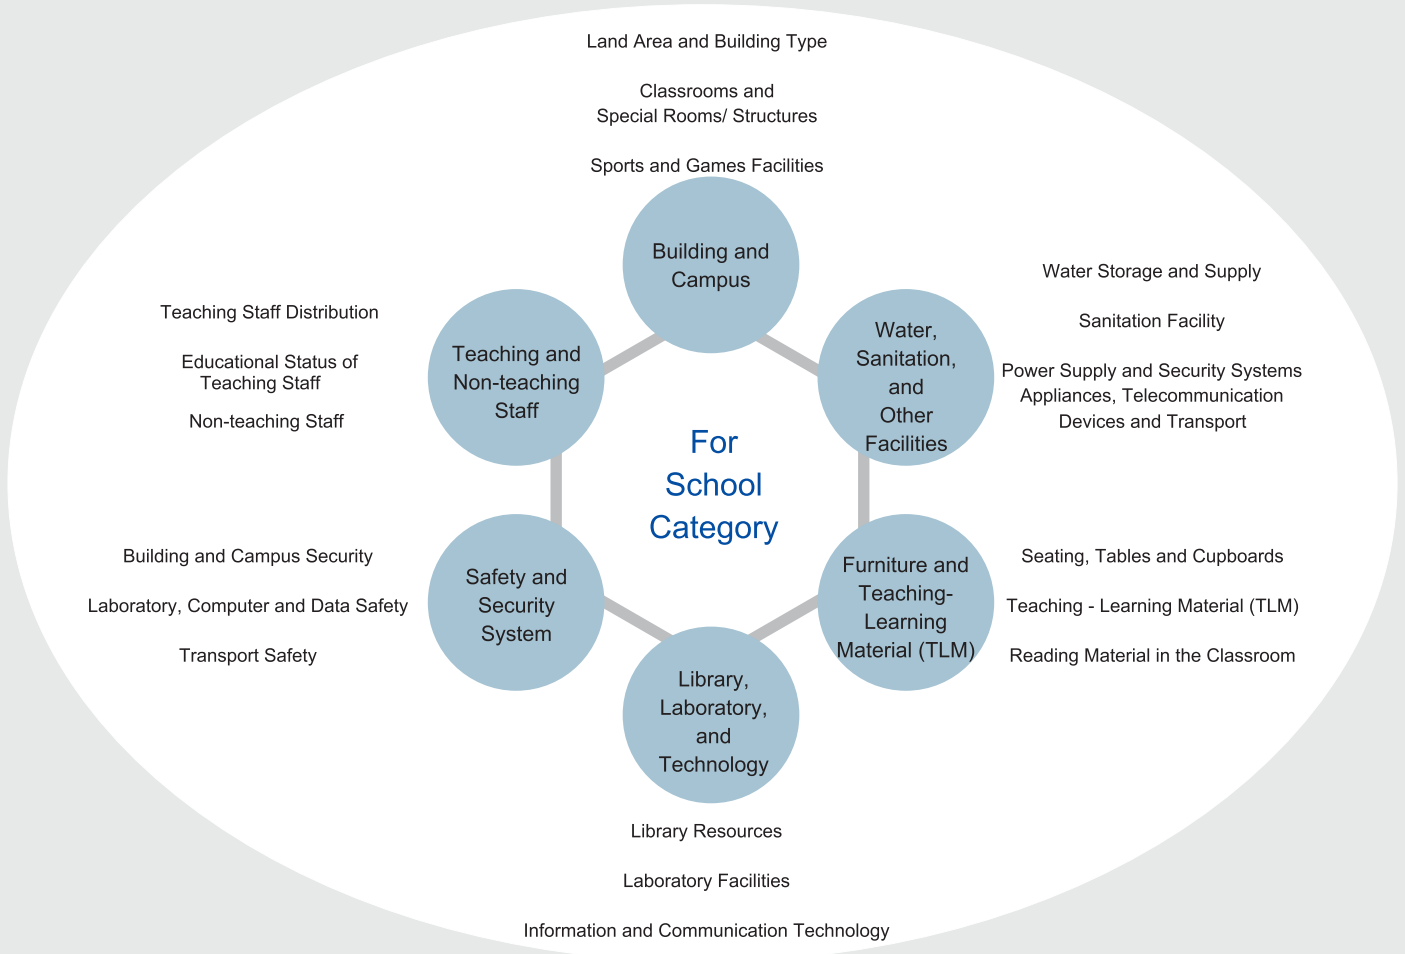 Land Area and Building Type
Classrooms and
Special Rooms/ Structures
Sports and Games Facilities
Building and
Campus
Water Storage and Supply
Sanitation Facility
Power Supply and Security Systems
Appliances, Telecommunication
Devices and Transport
Water,
Sanitation,
and
Other
Facilities
Teaching Staff Distribution
Educational Status of
Teaching Staff
Non-teaching Staff
Teaching and
Non-teaching
Staff
For
School
Category
Building and Campus Security
Laboratory, Computer and Data Safety
Transport Safety
Safety and
Security
System
Furniture and
Teaching-
Learning
Material (TLM)
Seating, Tables and Cupboards
Teaching - Learning Material (TLM)
Reading Material in the Classroom
Library,
Laboratory,
and
Technology
Library Resources
Laboratory Facilities
Information and Communication Technology